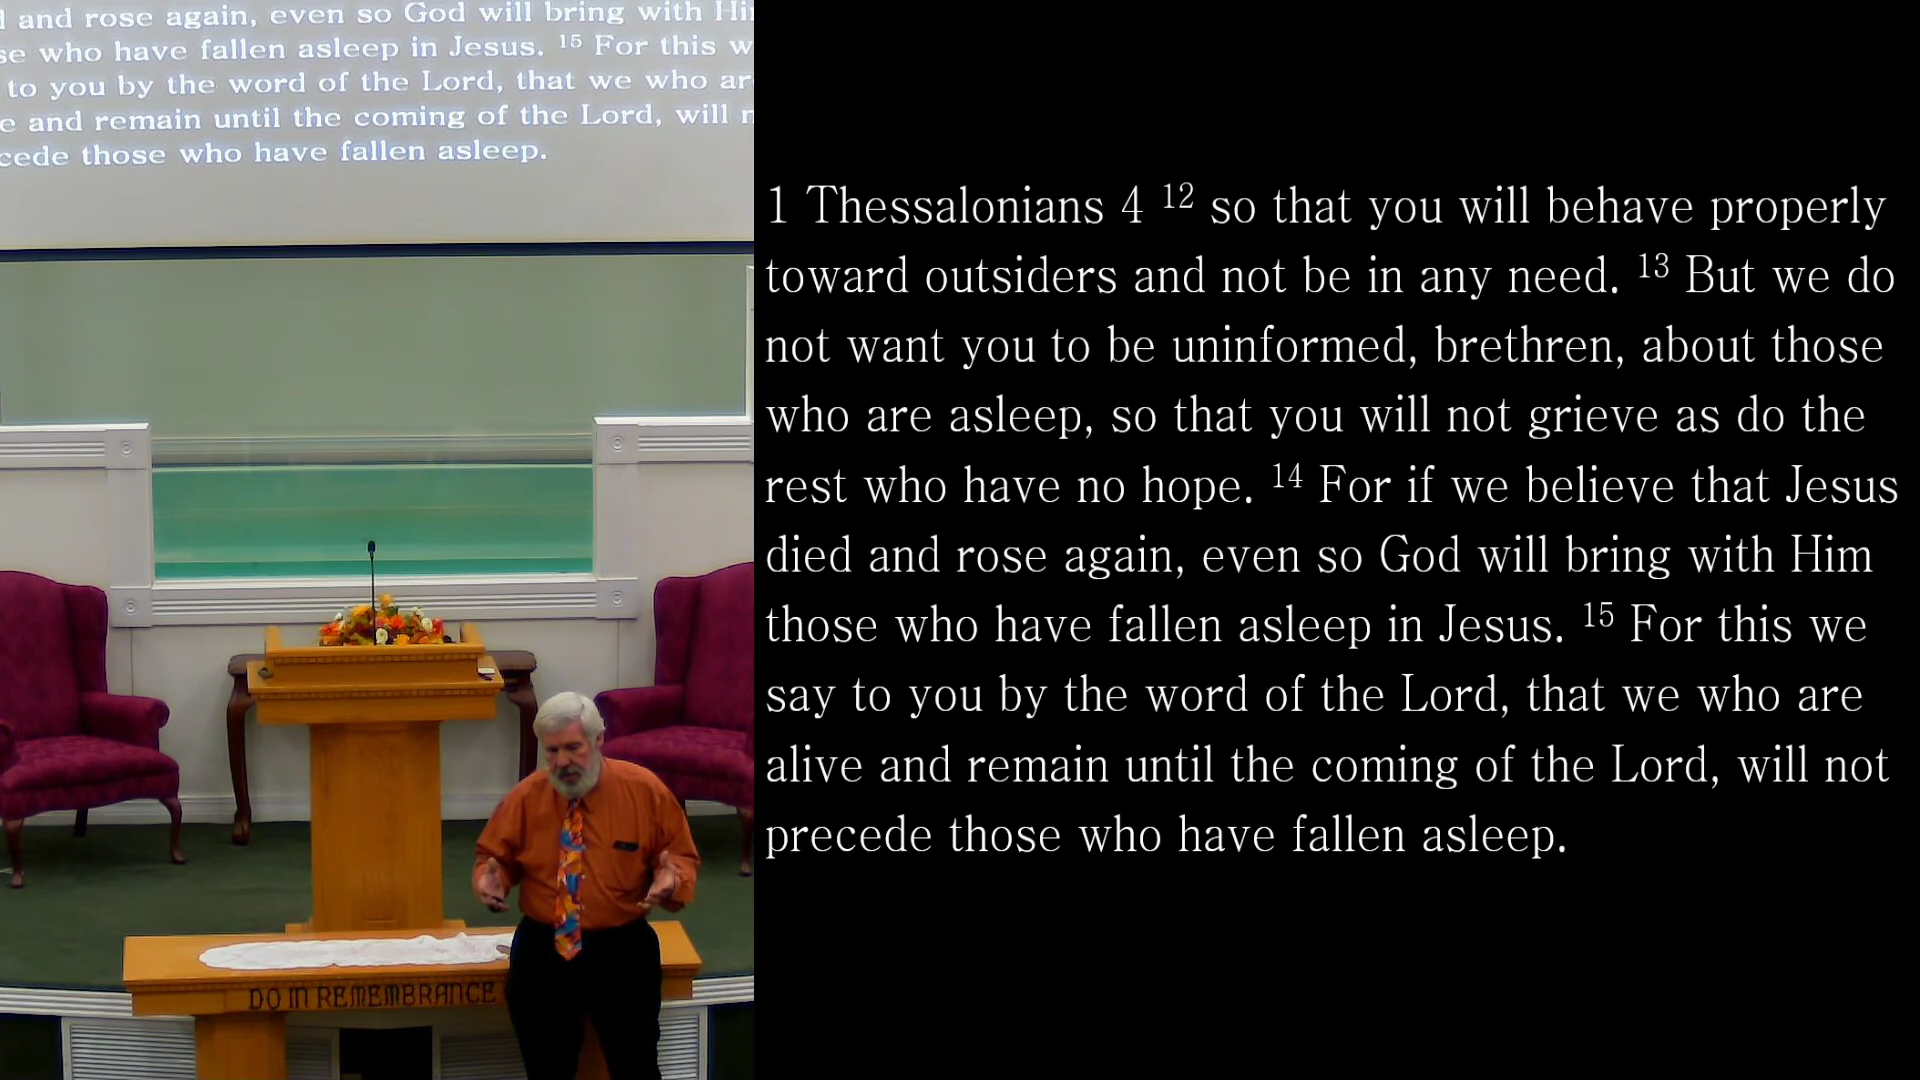 and rose again, even so God will bring with
who have fallen asleep in Jesus. 15 For this
to you by the word of the Lord, that we who
and remain until the coming of the Lord, will
those who have fallen asleep.
1 Thessalonians 4 12 so that you will behave properly
toward outsiders and not be in any need. 13 But we do
not want you to be uninformed, brethren, about those
who are asleep, so that you will not grieve as do the
rest who have no hope. 14 For if we believe that Jesus
died and rose again, even so God will bring with Him
those who have fallen asleep in Jesus. 15 For this we
say to you by the word of the Lord, that we who are
alive and remain until the coming of the Lord, will not
precede those who have fallen asleep.
DO IN REMEMBRANCE